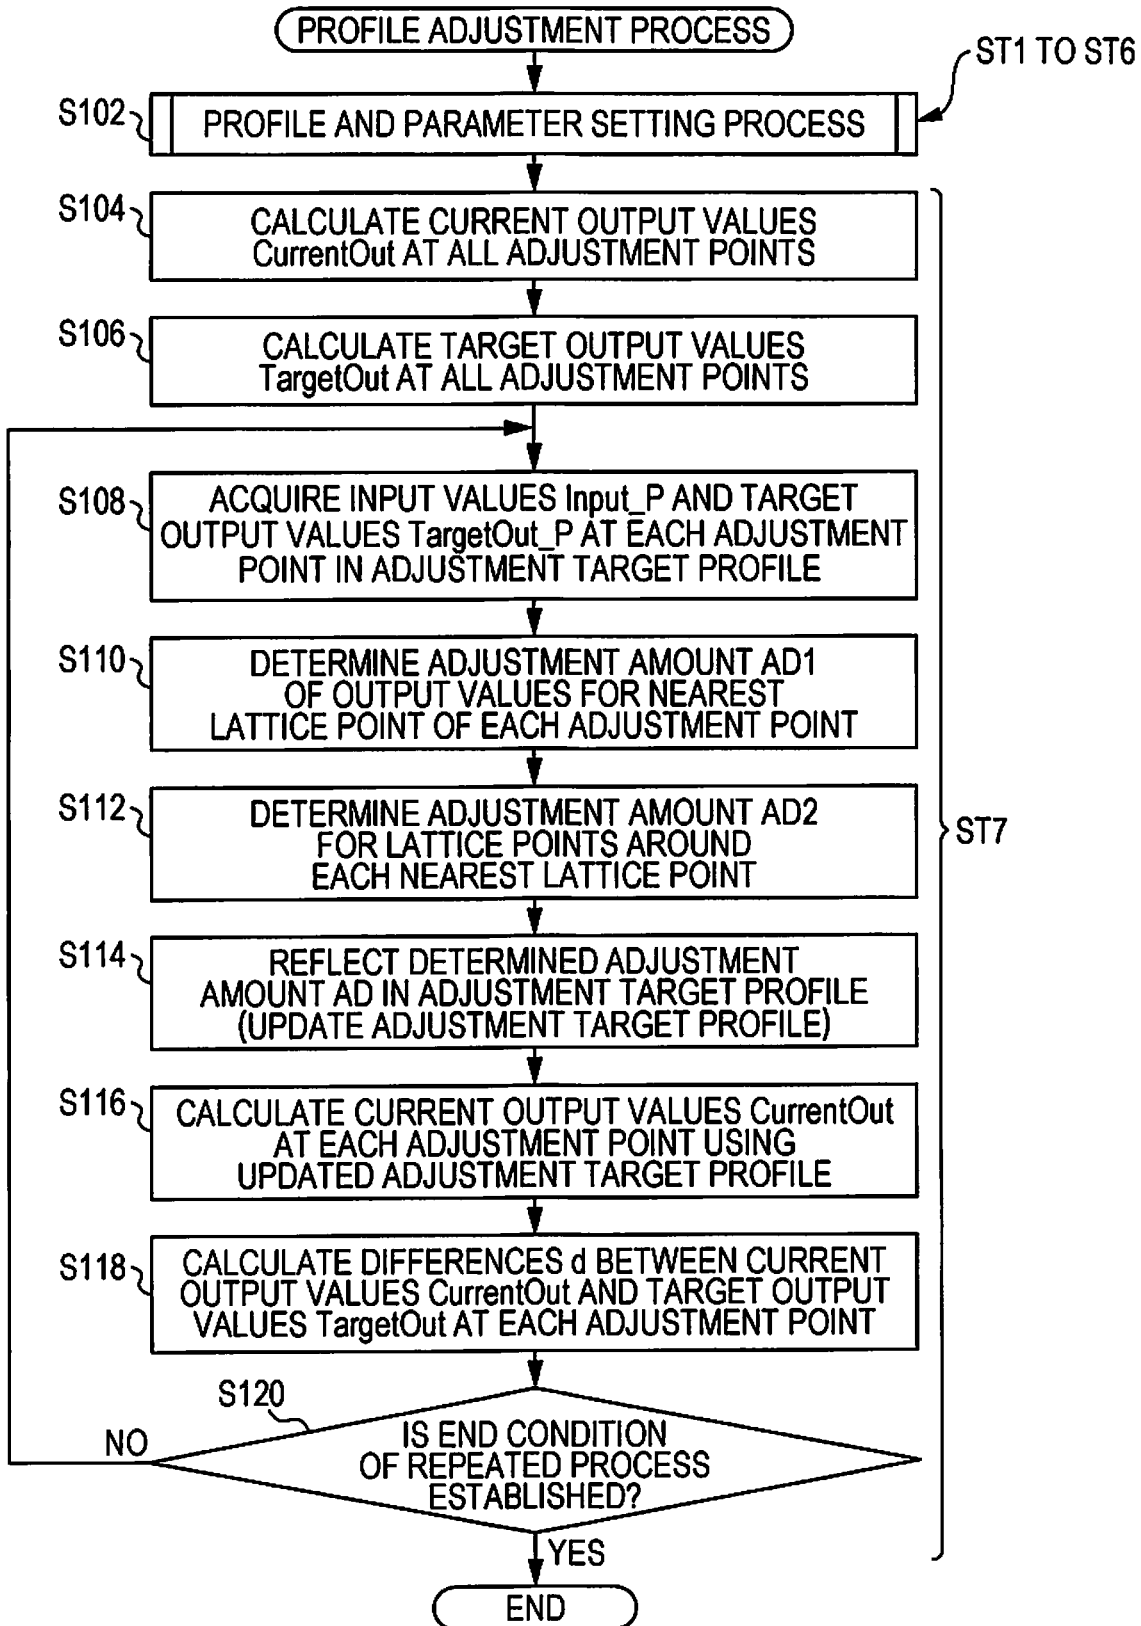 PROFILE ADJUSTMENT PROCESS
ST1 TO ST6
S102
PROFILE AND PARAMETER SETTING PROCESS
S104
CALCULATE CURRENT OUTPUT VALUES
CurrentOut AT ALL ADJUSTMENT POINTS
S106
CALCULATE TARGET OUTPUT VALUES
TargetOut AT ALL ADJUSTMENT POINTS
S108
ACQUIRE INPUT VALUES Input_P AND TARGET
OUTPUT VALUES TargetOut_P AT EACH ADJUSTMENT
POINT IN ADJUSTMENT TARGET PROFILE
S110
DETERMINE ADJUSTMENT AMOUNT AD1
OF OUTPUT VALUES FOR NEAREST
LATTICE POINT OF EACH ADJUSTMENT POINT
S112
DETERMINE ADJUSTMENT AMOUNT AD2
FOR LATTICE POINTS AROUND
EACH NEAREST LATTICE POINT
ST7
S114
REFLECT DETERMINED ADJUSTMENT
AMOUNT AD IN ADJUSTMENT TARGET PROFILE
(UPDATE ADJUSTMENT TARGET PROFILE)
S116
CALCULATE CURRENT OUTPUT VALUES CurrentOut
AT EACH ADJUSTMENT POINT USING
UPDATED ADJUSTMENT TARGET PROFILE
S118
CALCULATE DIFFERENCES d BETWEEN CURRENT
OUTPUT VALUES CurrentOut AND TARGET OUTPUT
VALUES TargetOut AT EACH ADJUSTMENT POINT
S120
NO
IS END CONDITION
OF REPEATED PROCESS
ESTABLISHED?
YES
END